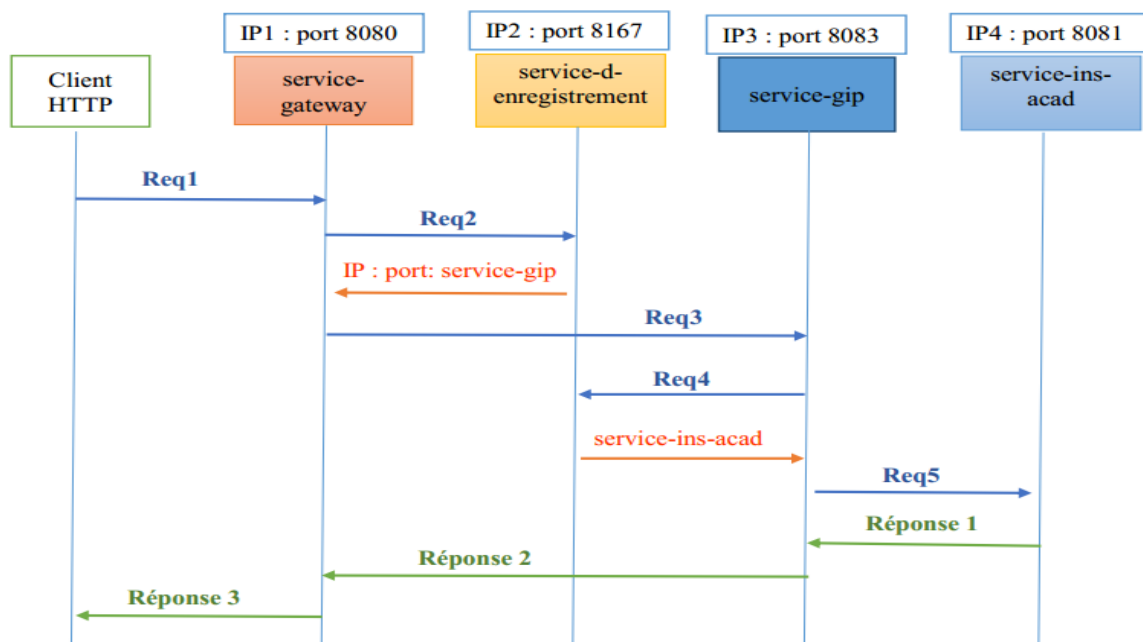 IP1 : port 8080
IP2 : port 8167
IP3 : port 8083
IP4 : port 8081
Client
HTTP
service-
gateway
service-d-
enregistrement
service-gip
service-ins-
acad
Req1
Req2
IP : port: service-gip
Req3
Req4
service-ins-acad
Req5
Réponse 1
Réponse 2
Réponse 3